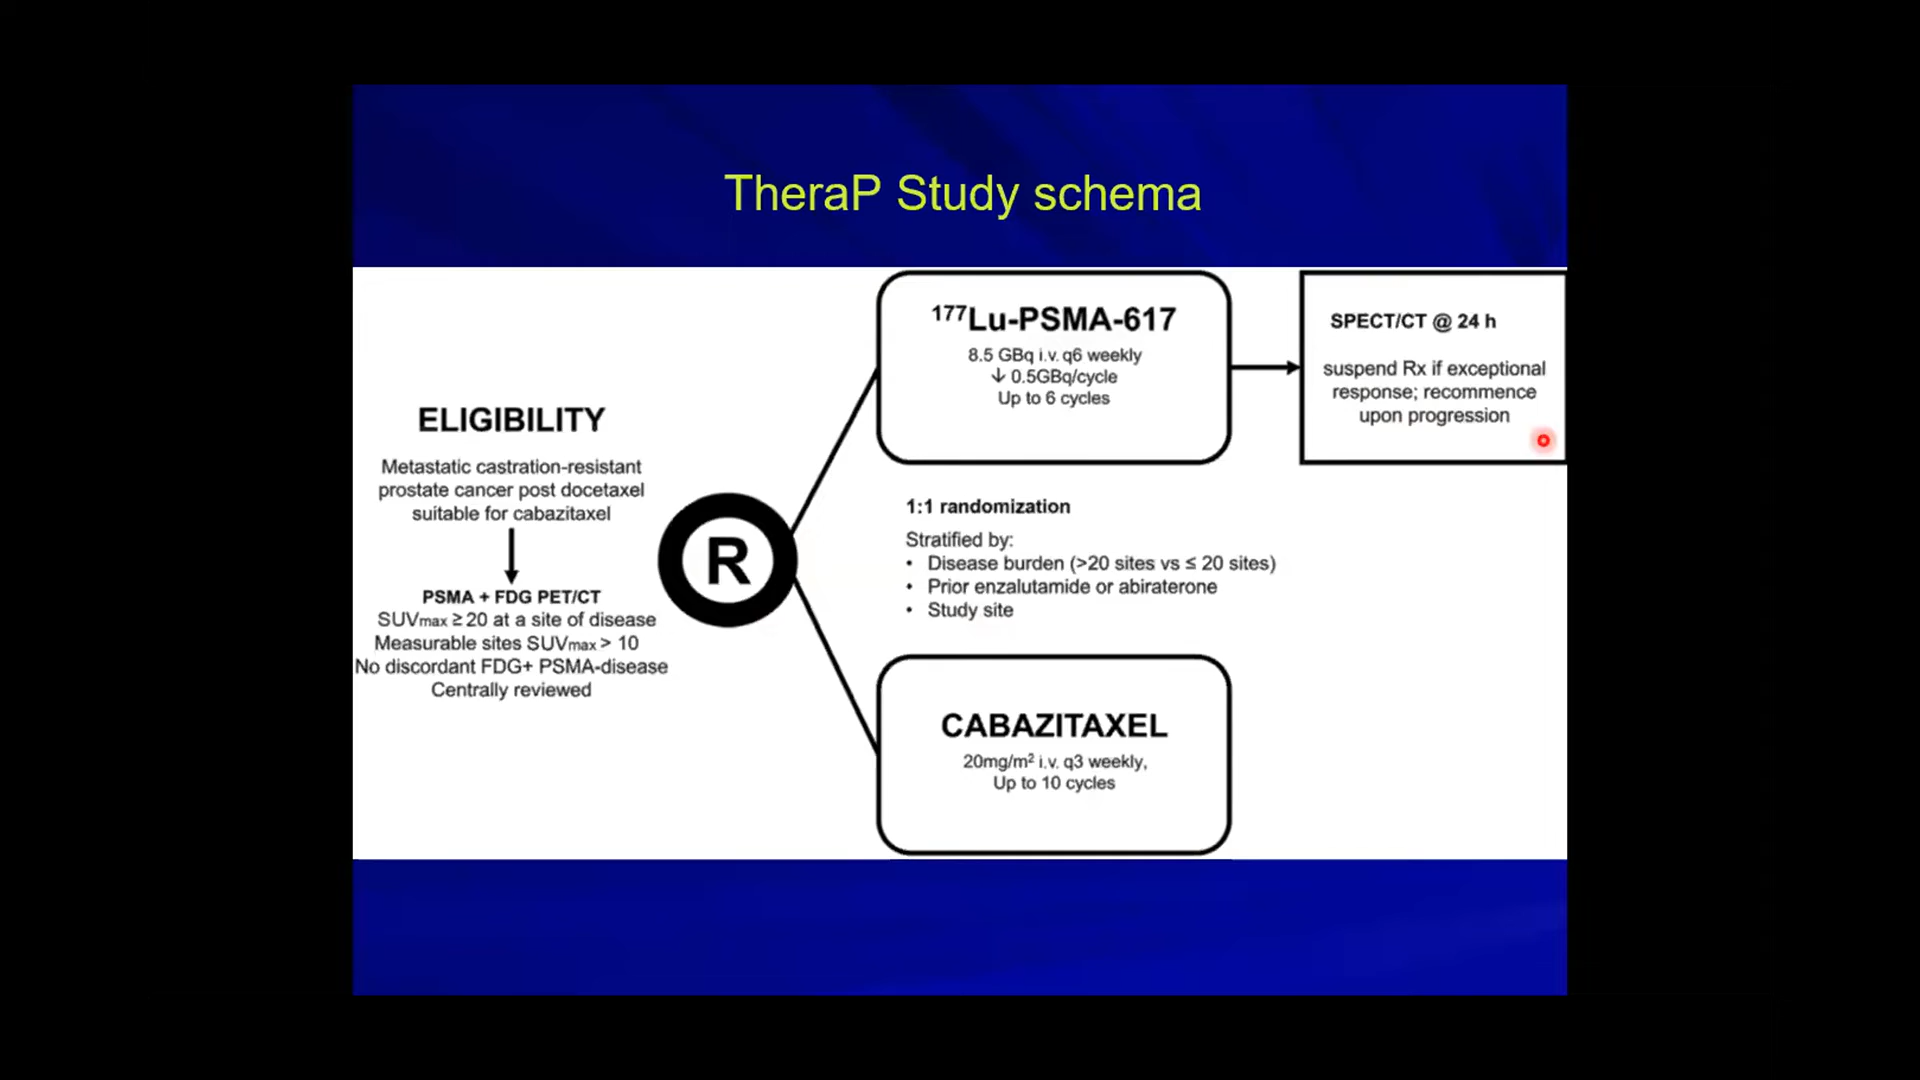 TheraP Study schema
ELIGIBILITY
Metastatic castration-resistant
prostate cancer post docetaxel
suitable for cabazitaxel
PSMA + FDG PET/CT
SUVmax ≥ 20 at a site of disease
Measurable sites SUVmax > 10
No discordant FDG+ PSMA-disease
Centrally reviewed
R
¹⁷⁷Lu-PSMA-617
8.5 GBq i.v. q6 weekly
↓ 0.5GBq/cycle
Up to 6 cycles
SPECT/CT @ 24 h
suspend Rx if exceptional
response; recommence
upon progression
1:1 randomization
Stratified by:
• Disease burden (>20 sites vs ≤ 20 sites)
• Prior enzalutamide or abiraterone
• Study site
CABAZITAXEL
20mg/m² i.v. q3 weekly,
Up to 10 cycles